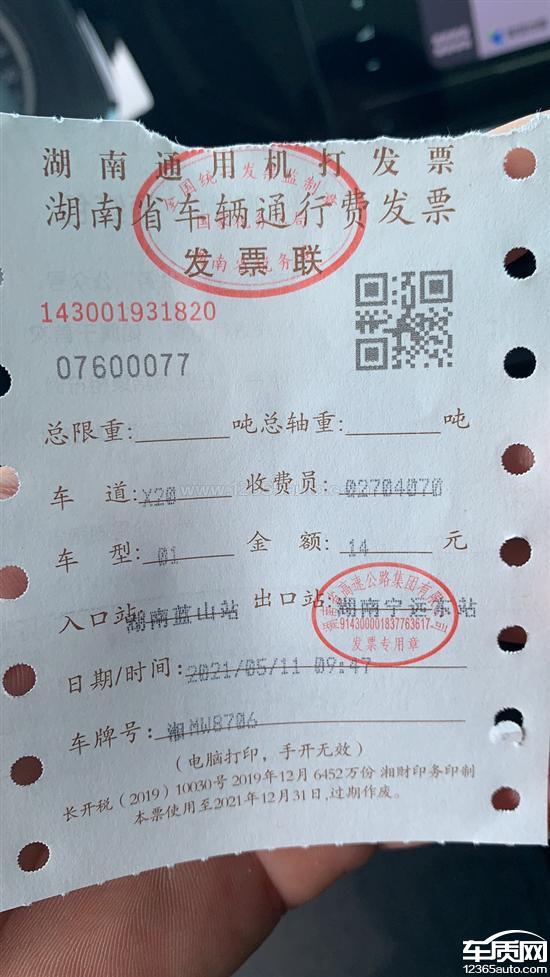 湖南通用机打发票
湖南省车辆通行费发票
发票联
143001931820
07600077
总限重:　吨总轴重:　吨
车道: X20 收费员: 02704070
车型: 01 金额: 14 元
入口站: 湖南蓝山站 出口站: 湖南宁远东站
914300001837763617
发票专用章
日期/时间: 2021/05/11 09:47
车牌号: 湘MW8706
(电脑打印，手开无效)
长开税(2019)10030号 2019年12月 6452万份 湘财印务印制
本票使用至2021年12月31日,过期作废。
车质网
12365auto.com